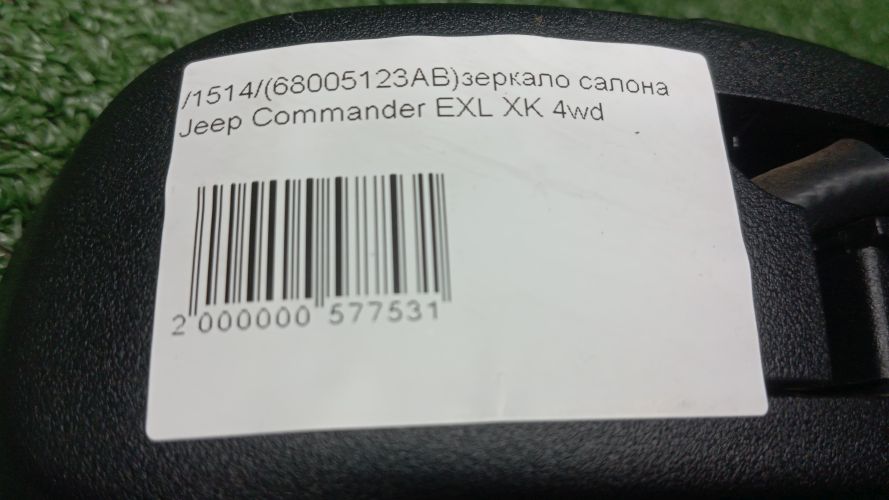 /1514/(68005123AB)зеркало салона
Jeep Commander EXL XK 4wd
2 000000 577531